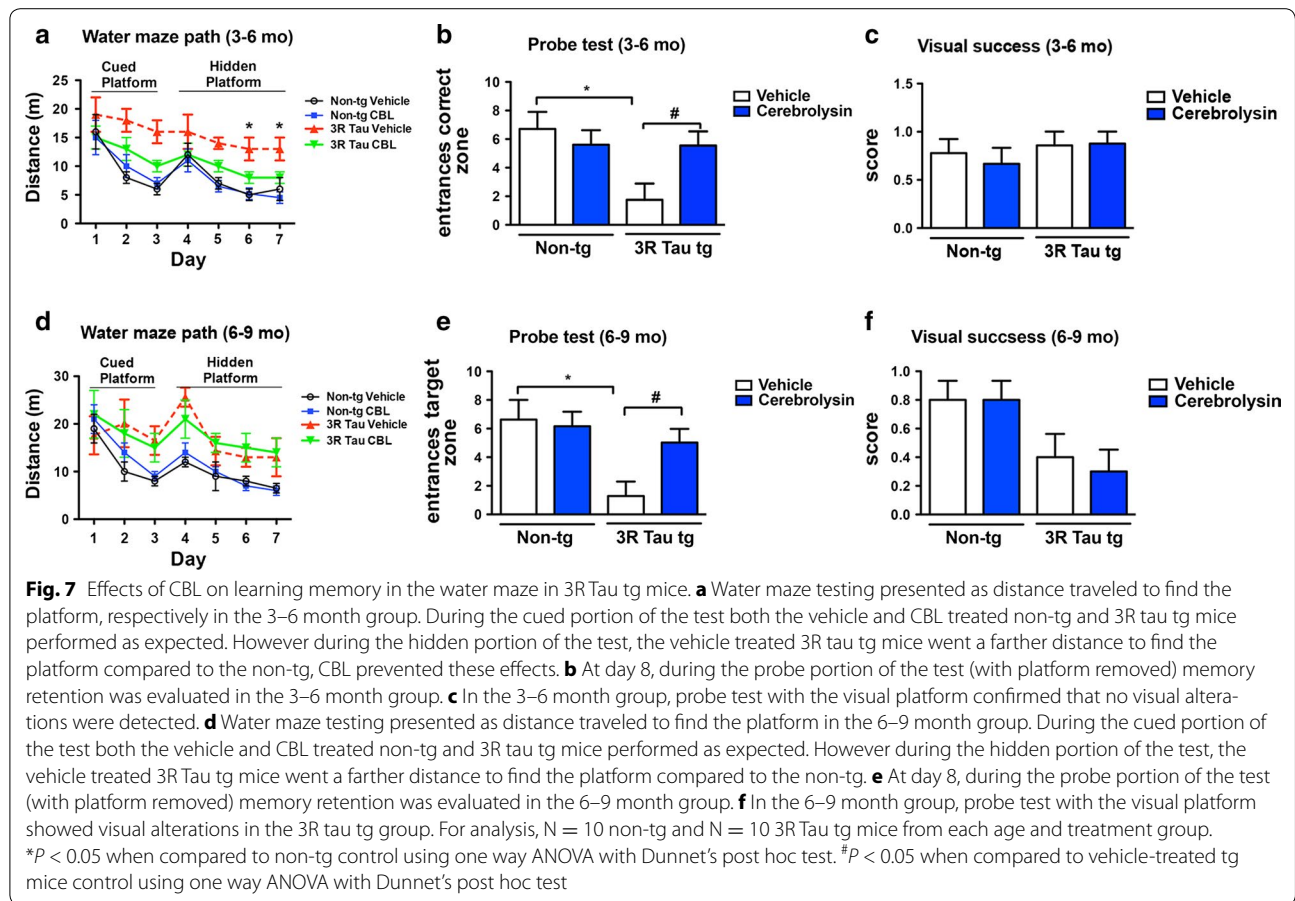 a Water maze path (3-6 mo)
Cued Platform
Hidden Platform
Distance (m)
25
20
15
10
5
0
1 2 3 4 5 6 7
Day
* *
Non-tg Vehicle
Non-tg CBL
3R Tau Vehicle
3R Tau CBL
b Probe test (3-6 mo)
entrances correct
zone
10
8
6
4
2
0
*
#
Non-tg 3R Tau tg
Vehicle
Cerebrolysin
c Visual success (3-6 mo)
score
1.5
1.0
0.5
0.0
Non-tg 3R Tau tg
Vehicle
Cerebrolysin
d Water maze path (6-9 mo)
Cued
Platform
Hidden
Platform
Distance (m)
30
20
10
0
1 2 3 4 5 6 7
Day
Non-tg Vehicle
Non-tg CBL
3R Tau Vehicle
3R Tau CBL
e Probe test (6-9 mo)
entrances target
zone
10
8
6
4
2
0
*
#
Non-tg 3R Tau tg
Vehicle
Cerebrolysin
f Visual succsess (6-9 mo)
score
1.0
0.8
0.6
0.4
0.2
0.0
Non-tg 3R Tau tg
Vehicle
Cerebrolysin
Fig. 7 Effects of CBL on learning memory in the water maze in 3R Tau tg mice. a Water maze testing presented as distance traveled to find the
platform, respectively in the 3–6 month group. During the cued portion of the test both the vehicle and CBL treated non-tg and 3R tau tg mice
performed as expected. However during the hidden portion of the test, the vehicle treated 3R tau tg mice went a farther distance to find the
platform compared to the non-tg, CBL prevented these effects. b At day 8, during the probe portion of the test (with platform removed) memory
retention was evaluated in the 3–6 month group. c In the 3–6 month group, probe test with the visual platform confirmed that no visual altera-
tions were detected. d Water maze testing presented as distance traveled to find the platform in the 6–9 month group. During the cued portion of
the test both the vehicle and CBL treated non-tg and 3R tau tg mice performed as expected. However during the hidden portion of the test, the
vehicle treated 3R Tau tg mice went a farther distance to find the platform compared to the non-tg. e At day 8, during the probe portion of the test
(with platform removed) memory retention was evaluated in the 6–9 month group. f In the 6–9 month group, probe test with the visual platform
showed visual alterations in the 3R tau tg group. For analysis, N = 10 non-tg and N = 10 3R Tau tg mice from each age and treatment group.
*P < 0.05 when compared to non-tg control using one way ANOVA with Dunnet's post hoc test. #P < 0.05 when compared to vehicle-treated tg
mice control using one way ANOVA with Dunnet's post hoc test